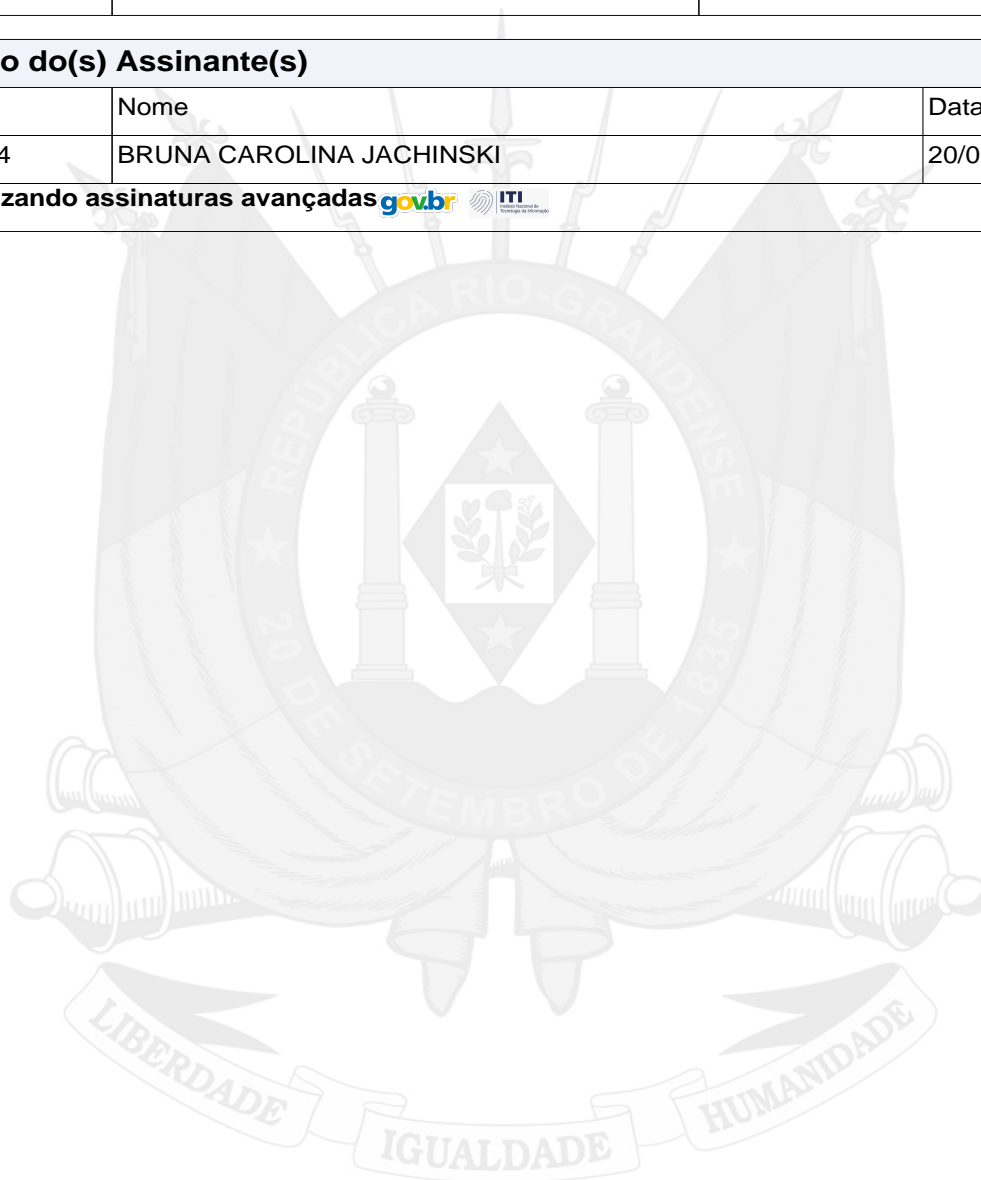 o do(s) Assinante(s)
Nome Data
4 BRUNA CAROLINA JACHINSKI 20/0
zando assinaturas avançadas gov.br ITI
REPÚBLICA RIO-GRANDENSE
20 DE SETEMBRO DE 1835
LIBERDADE IGUALDADE HUMANIDADE